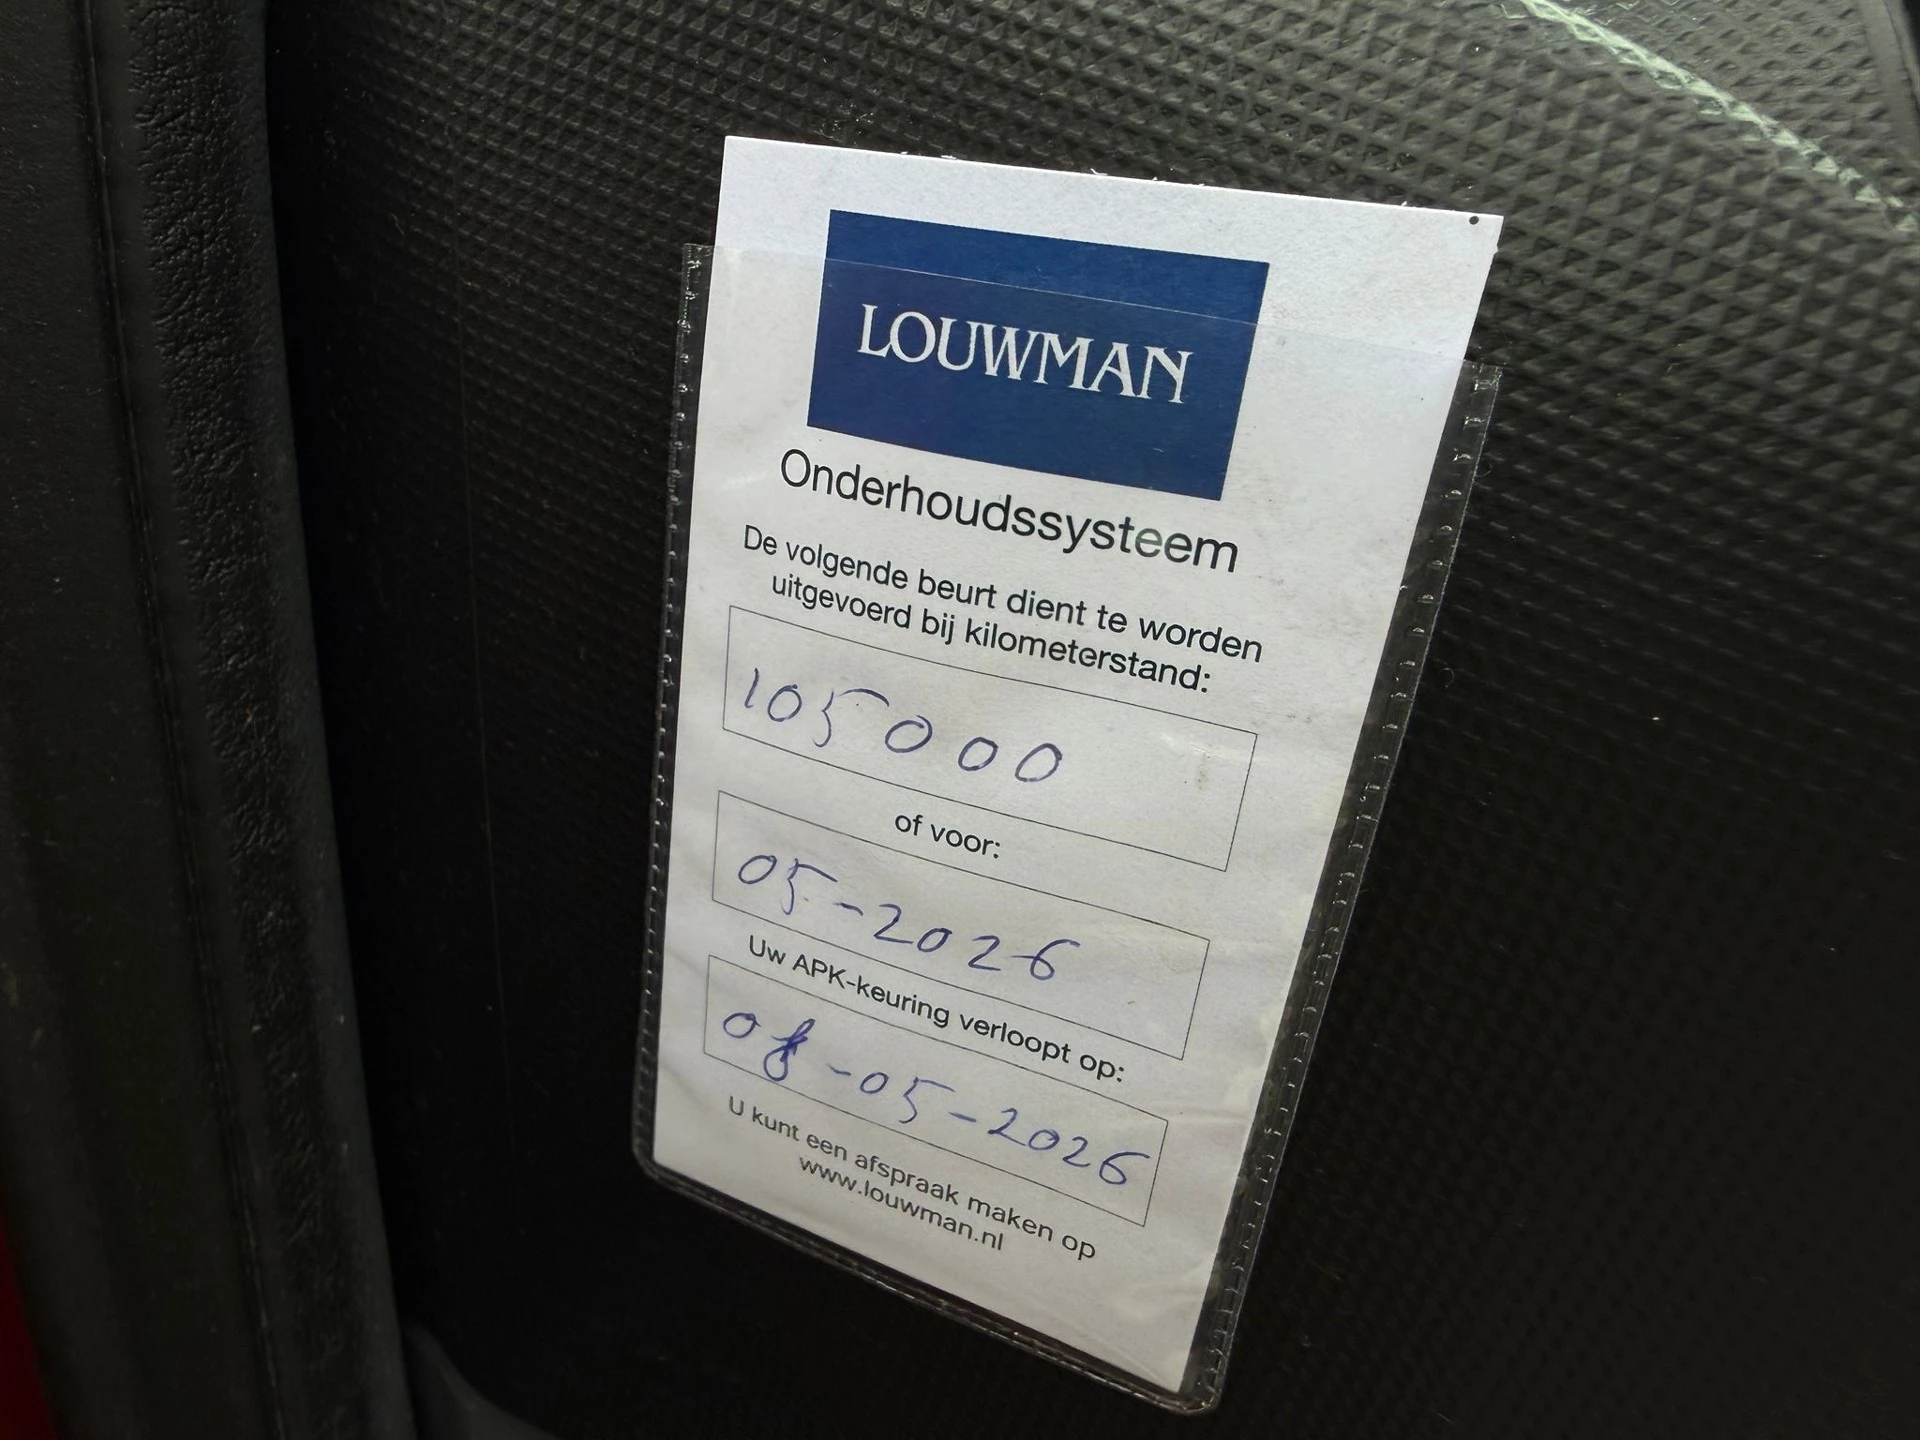 LOUWMAN
Onderhoudssysteem
De volgende beurt dient te worden
uitgevoerd bij kilometerstand:
105000
of voor:
05-2026
Uw APK-keuring verloopt op:
08-05-2026
U kunt een afspraak maken op
www.louwman.nl